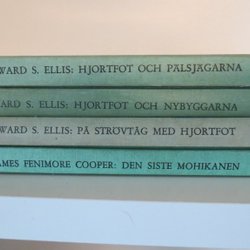 WARD S. ELLIS: HJORTFOT OCH PÄLSJÄGARNA
WARD S. ELLIS: HJORTFOT OCH NYBYGGARNA
WARD S. ELLIS: PÅ STRÖVTÅG MED HJORTFOT
AMES FENIMORE COOPER: DEN SISTE MOHIKANEN